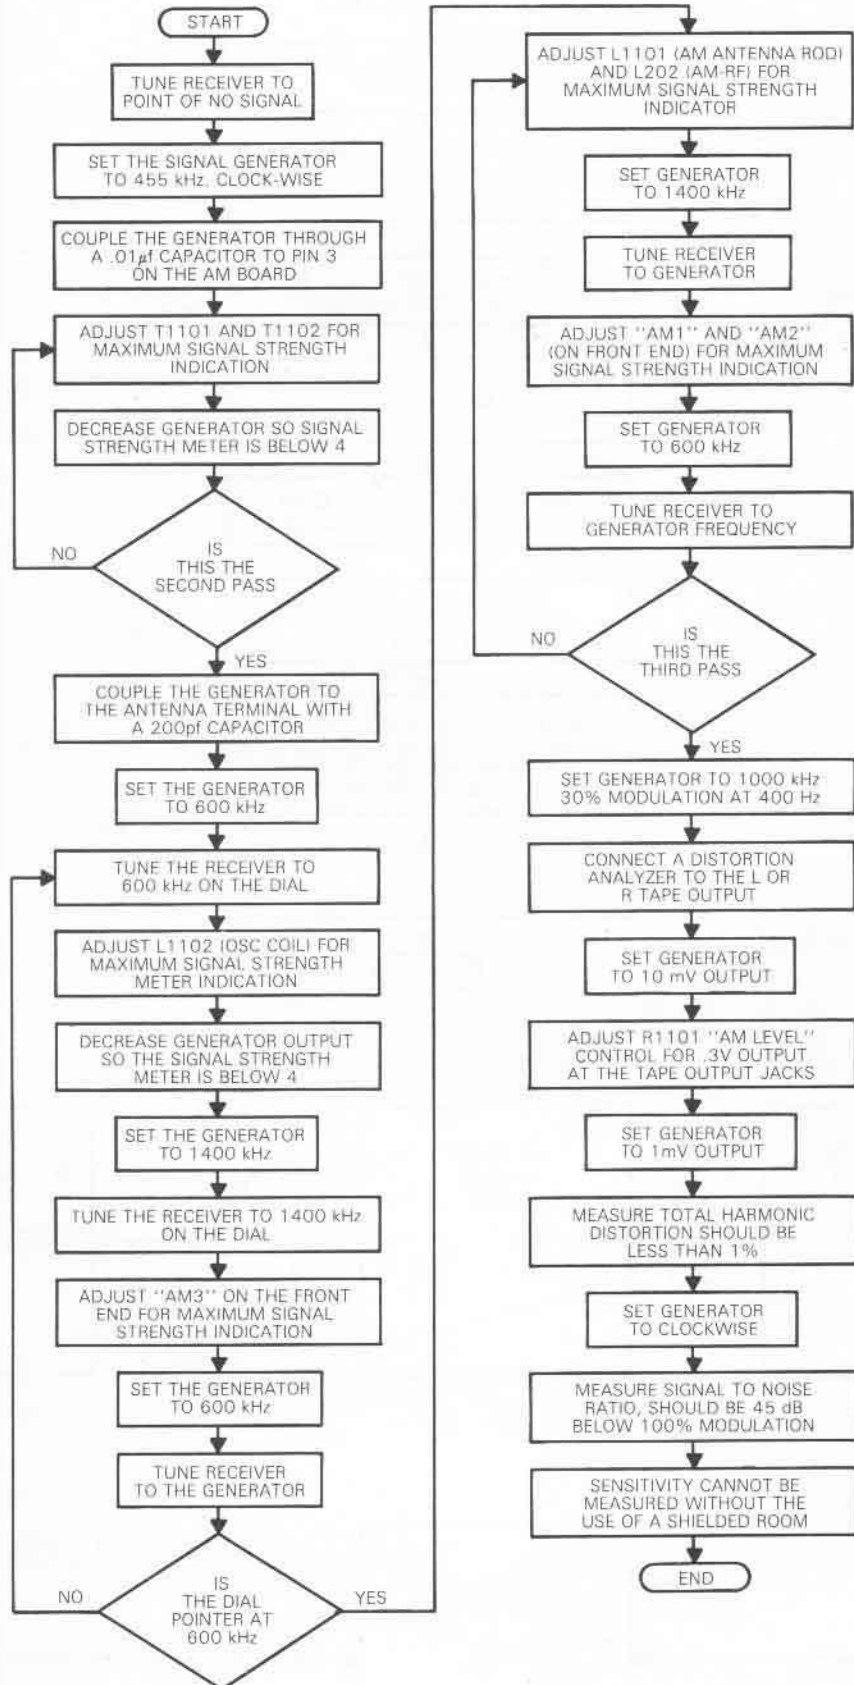 START
TUNE RECEIVER TO
POINT OF NO SIGNAL
SET THE SIGNAL GENERATOR
TO 455 kHz, CLOCK-WISE
COUPLE THE GENERATOR THROUGH
A .01µf CAPACITOR TO PIN 3
ON THE AM BOARD
ADJUST T1101 AND T1102 FOR
MAXIMUM SIGNAL STRENGTH
INDICATION
DECREASE GENERATOR SO SIGNAL
STRENGTH METER IS BELOW 4
NO
IS
THIS THE
SECOND PASS
YES
COUPLE THE GENERATOR TO
THE ANTENNA TERMINAL WITH
A 200pf CAPACITOR
SET THE GENERATOR
TO 600 kHz
TUNE THE RECEIVER TO
600 kHz ON THE DIAL
ADJUST L1102 (OSC COIL) FOR
MAXIMUM SIGNAL STRENGTH
METER INDICATION
DECREASE GENERATOR OUTPUT
SO THE SIGNAL STRENGTH
METER IS BELOW 4
SET THE GENERATOR
TO 1400 kHz
TUNE THE RECEIVER TO 1400 kHz
ON THE DIAL
ADJUST "AM3" ON THE FRONT
END FOR MAXIMUM SIGNAL
STRENGTH INDICATION
SET THE GENERATOR
TO 600 kHz
TUNE RECEIVER
TO THE GENERATOR
NO
IS
THE DIAL
POINTER AT
600 kHz
YES
ADJUST L1101 (AM ANTENNA ROD)
AND L202 (AM-RF) FOR
MAXIMUM SIGNAL STRENGTH
INDICATOR
SET GENERATOR
TO 1400 kHz
TUNE RECEIVER
TO GENERATOR
ADJUST "AM1" AND "AM2"
(ON FRONT END) FOR MAXIMUM
SIGNAL STRENGTH INDICATION
SET GENERATOR
TO 600 kHz
TUNE RECEIVER TO
GENERATOR FREQUENCY
NO
IS
THIS THE
THIRD PASS
YES
SET GENERATOR TO 1000 kHz
30% MODULATION AT 400 Hz
CONNECT A DISTORTION
ANALYZER TO THE L OR
R TAPE OUTPUT
SET GENERATOR
TO 10 mV OUTPUT
ADJUST R1101 "AM LEVEL"
CONTROL FOR .3V OUTPUT
AT THE TAPE OUTPUT JACKS
SET GENERATOR
TO 1mV OUTPUT
MEASURE TOTAL HARMONIC
DISTORTION SHOULD BE
LESS THAN 1%
SET GENERATOR
TO CLOCKWISE
MEASURE SIGNAL TO NOISE
RATIO, SHOULD BE 45 dB
BELOW 100% MODULATION
SENSITIVITY CANNOT BE
MEASURED WITHOUT THE
USE OF A SHIELDED ROOM
END